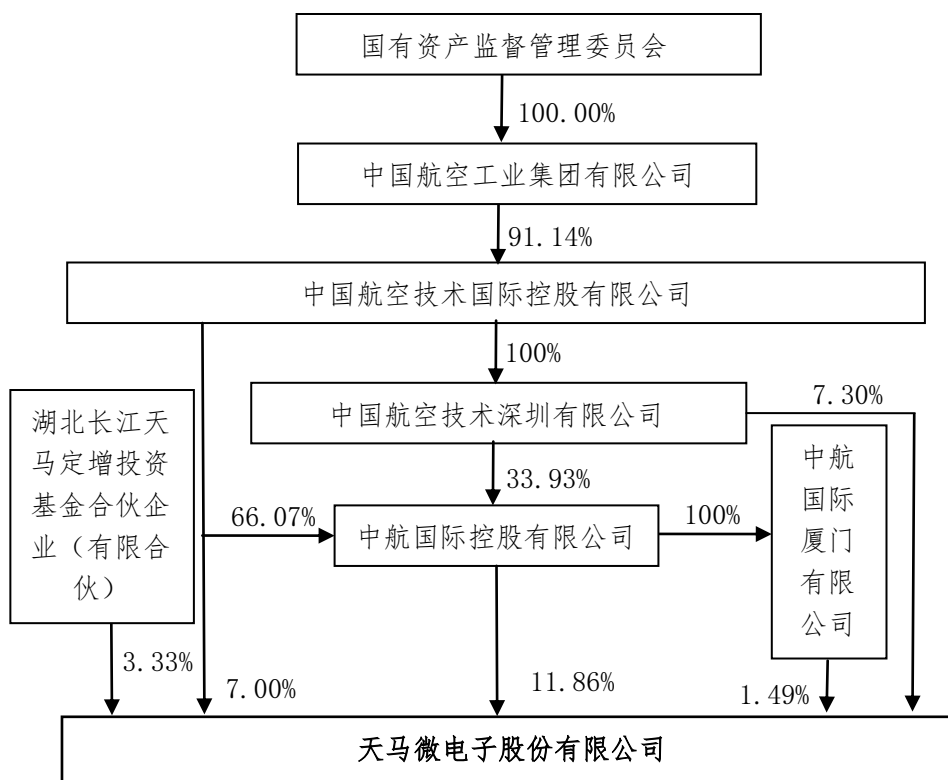 国有资产监督管理委员会
100.00%
中国航空工业集团有限公司
91.14%
中国航空技术国际控股有限公司
100%
中国航空技术深圳有限公司
7.30%
湖北长江天
马定增投资
基金合伙企
业（有限合
伙）
33.93%
66.07%
中航国际控股有限公司
100%
中航
国际
厦门
有限
公司
3.33%
7.00%
11.86%
1.49%
天马微电子股份有限公司